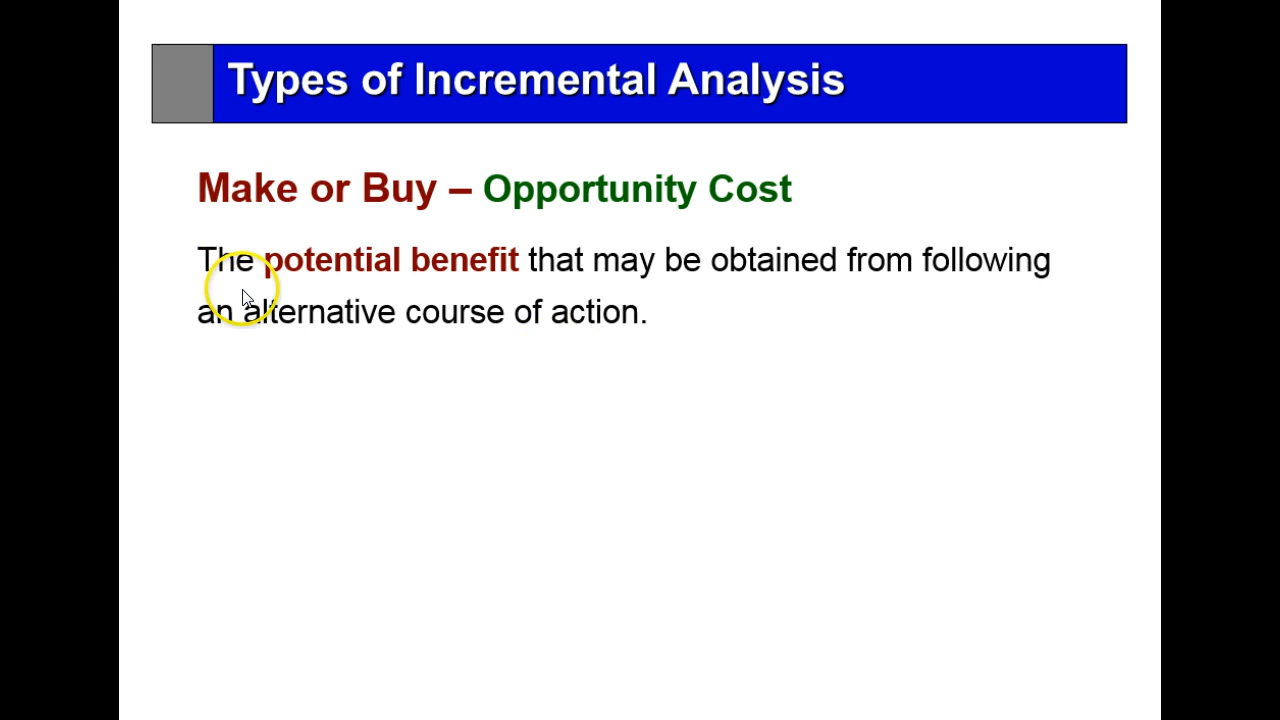 Types of Incremental Analysis
Make or Buy – Opportunity Cost
The potential benefit that may be obtained from following
an alternative course of action.